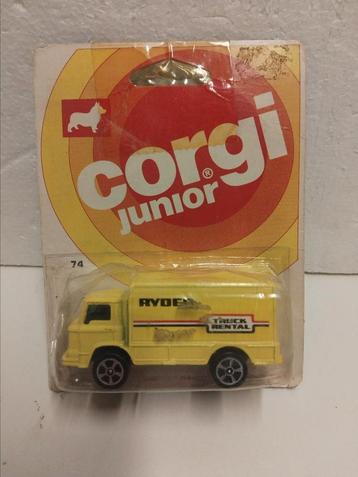 corgi
junior®
74
RYDER
TRUCK
RENTAL